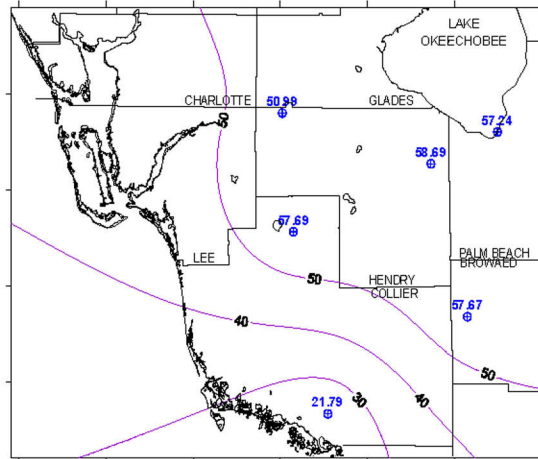 LAKE
OKEECHOBEE
CHARLOTTE
50.99
GLADES
57.24
50
58.69
57.69
LEE
PALM BEACH
BROWAED
50
HENDRY
COLLIER
57.67
40
50
30
40
21.79